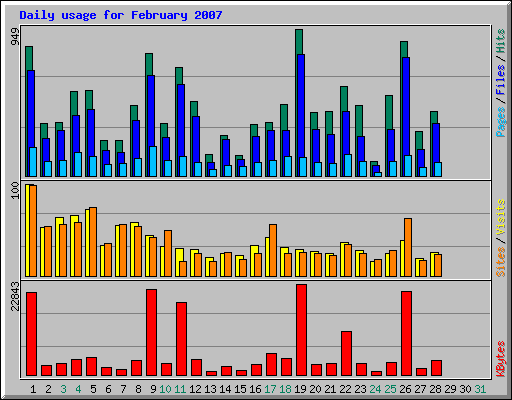 Daily usage for February 2007
949
Pages / Files / Hits
100
Sites / Visits
22843
KBytes
1 2 3 4 5 6 7 8 9 10 11 12 13 14 15 16 17 18 19 20 21 22 23 24 25 26 27 28 29 30 31